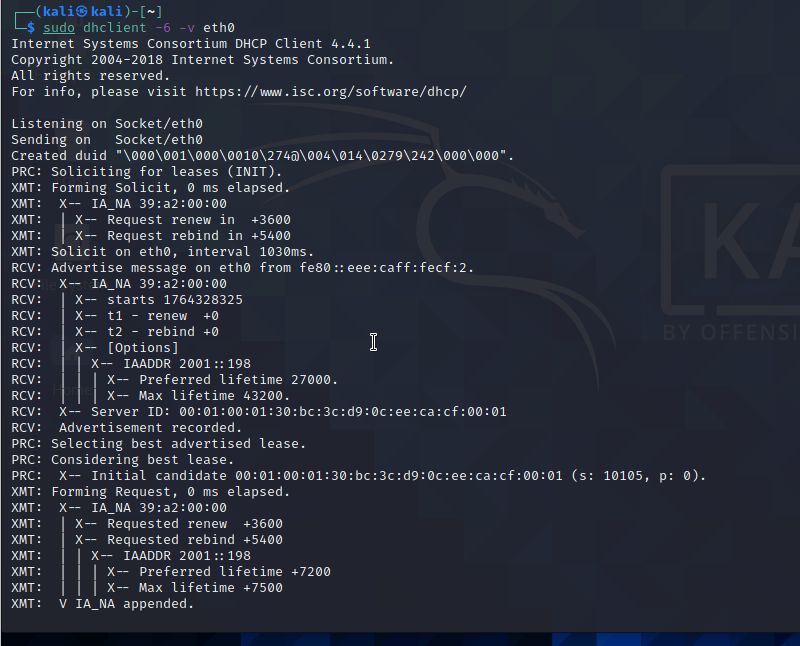 ┌──(kali㉿kali)-[~]
└─$ sudo dhclient -6 -v eth0
Internet Systems Consortium DHCP Client 4.4.1
Copyright 2004-2018 Internet Systems Consortium.
All rights reserved.
For info, please visit https://www.isc.org/software/dhcp/
Listening on Socket/eth0
Sending on   Socket/eth0
Created duid "\000\001\000\0010\274@\004\014\0279\242\000\000".
PRC: Soliciting for leases (INIT).
XMT: Forming Solicit, 0 ms elapsed.
XMT:  X-- IA_NA 39:a2:00:00
XMT:  | X-- Request renew in  +3600
XMT:  | X-- Request rebind in +5400
XMT: Solicit on eth0, interval 1030ms.
RCV: Advertise message on eth0 from fe80::eee:caff:fecf:2.
RCV:  X-- IA_NA 39:a2:00:00
RCV:  | X-- starts 1764328325
RCV:  | X-- t1 - renew  +0
RCV:  | X-- t2 - rebind +0
RCV:  | X-- [Options]
RCV:  | | X-- IAADDR 2001::198
RCV:  | | | X-- Preferred lifetime 27000.
RCV:  | | | X-- Max lifetime 43200.
RCV:  X-- Server ID: 00:01:00:01:30:bc:3c:d9:0c:ee:ca:cf:00:01
RCV:  Advertisement recorded.
PRC: Selecting best advertised lease.
PRC: Considering best lease.
PRC:  X-- Initial candidate 00:01:00:01:30:bc:3c:d9:0c:ee:ca:cf:00:01 (s: 10105, p: 0).
XMT: Forming Request, 0 ms elapsed.
XMT:  X-- IA_NA 39:a2:00:00
XMT:  | X-- Requested renew  +3600
XMT:  | X-- Requested rebind +5400
XMT:  | | X-- IAADDR 2001::198
XMT:  | | | X-- Preferred lifetime +7200
XMT:  | | | X-- Max lifetime +7500
XMT:  V IA_NA appended.
KA
BY OFFENSI